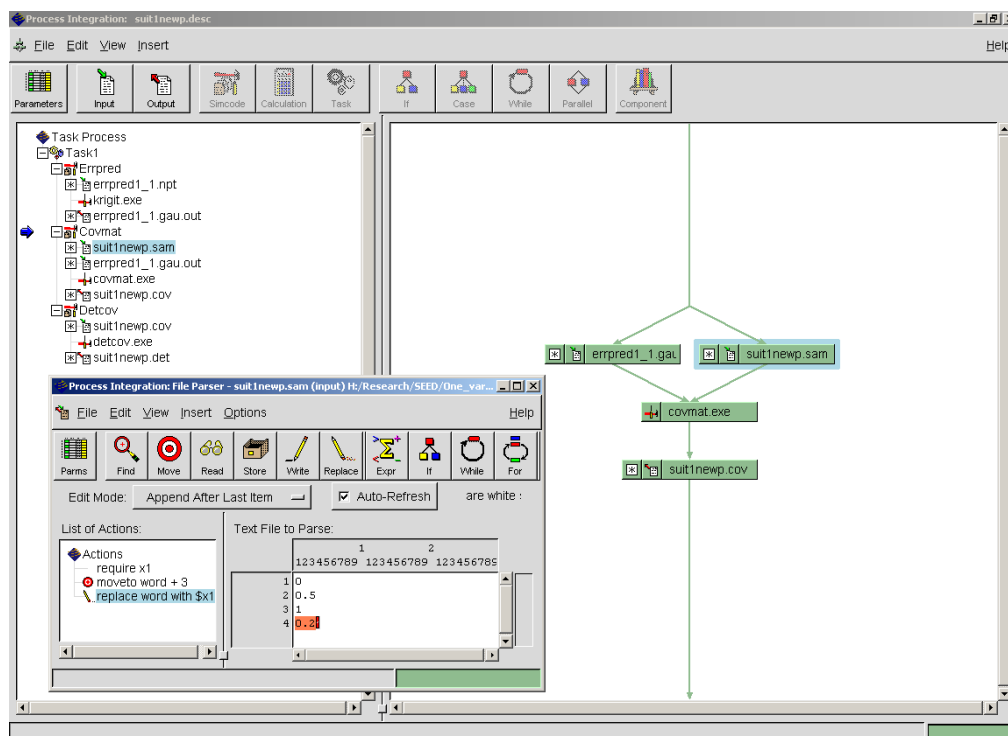 Process Integration: suit1newp.desc
File Edit View Insert Help
Parameters Input Output Simcode Calculation Task If Case While Parallel Component
Task Process
Task1
Errpred
errpred1_1.npt
krigit.exe
errpred1_1.gau.out
Covmat
suit1newp.sam
errpred1_1.gau.out
covmat.exe
suit1newp.cov
Detcov
suit1newp.cov
detcov.exe
suit1newp.det
errpred1_1.gau suit1newp.sam
covmat.exe
suit1newp.cov
Process Integration: File Parser - suit1newp.sam (input) H:/Research/SEED/One_var...
File Edit View Insert Options Help
Parms Find Move Read Store Write Replace Expr If While For
Edit Mode: Append After Last Item Auto-Refresh are white :
List of Actions: Text File to Parse:
Actions
require x1
moveto word + 3
replace word with $x1
1 2
123456789 123456789 123456789
1 0
2 0.5
3 1
4 0.2